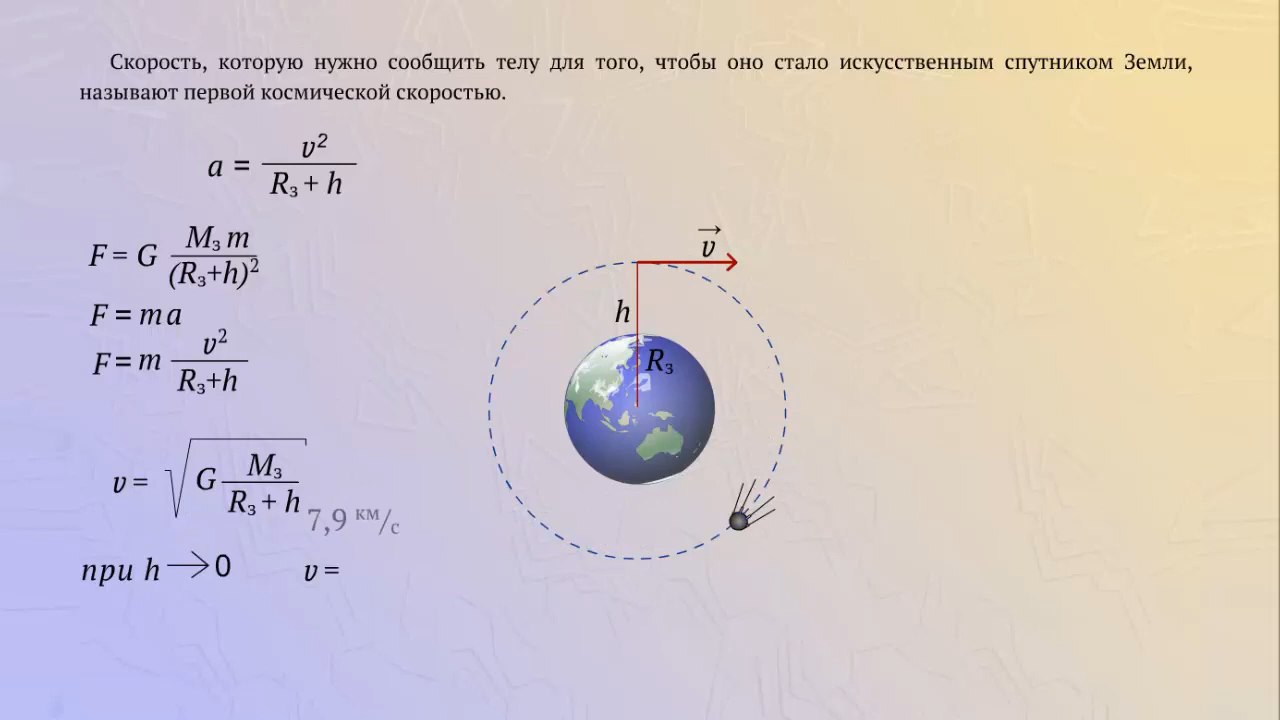 Скорость, которую нужно сообщить телу для того, чтобы оно стало искусственным спутником Земли,
называют первой космической скоростью.
a = v² / (R₃ + h)
F = G M₃ m / (R₃+h)²
F = ma
F = m v² / (R₃+h)
v = √(G M₃ / (R₃ + h))
7,9 км/с
при h → 0 v =
v⃗
h
R₃